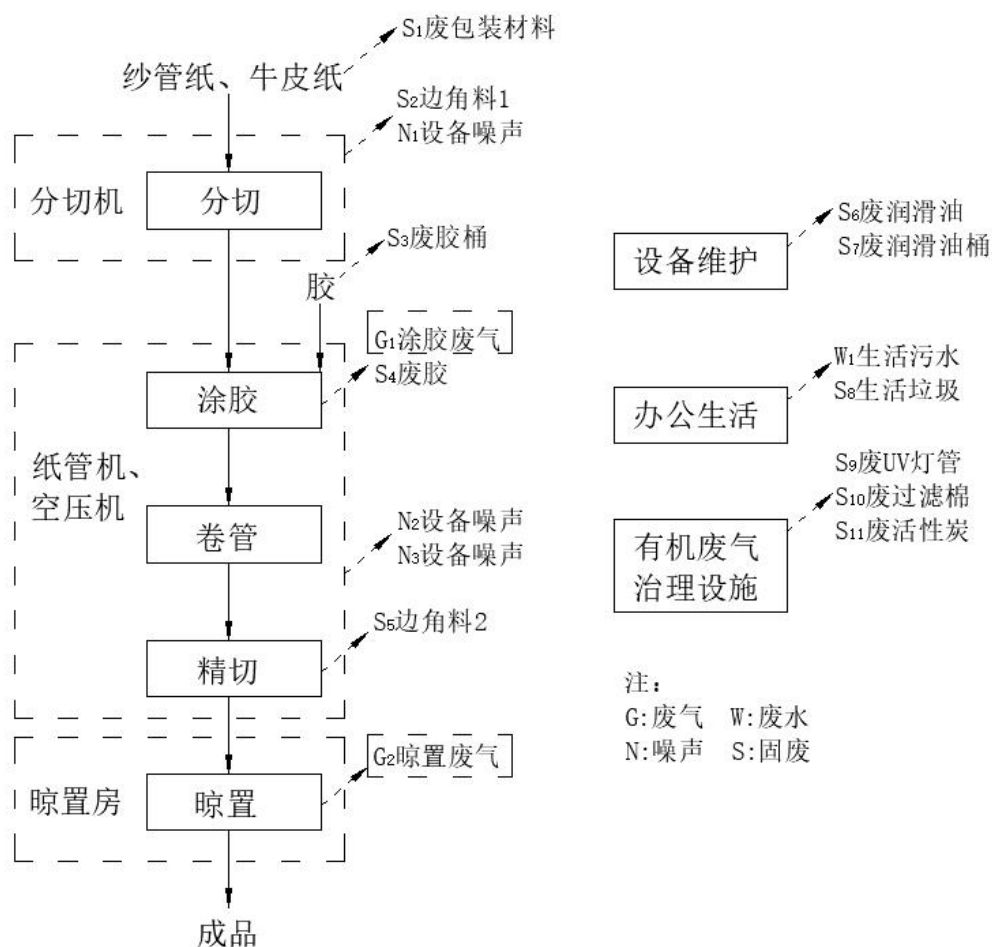 S₁废包装材料
纱管纸、牛皮纸
S₂边角料1
N₁设备噪声
分切机
分切
S₃废胶桶
胶
G₁涂胶废气
S₄废胶
涂胶
纸管机、
空压机
卷管
N₂设备噪声
N₃设备噪声
S₅边角料2
精切
G₂晾置废气
晾置房
晾置
成品
S₆废润滑油
S₇废润滑油桶
设备维护
W₁生活污水
S₈生活垃圾
办公生活
S₉废UV灯管
S₁₀废过滤棉
S₁₁废活性炭
有机废气
治理设施
注：
G:废气 W:废水
N:噪声 S:固废